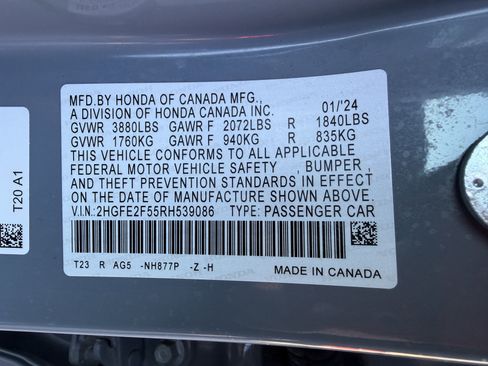 MFD.BY HONDA OF CANADA MFG., 01/'24
A DIVISION OF HONDA CANADA INC.
GVWR 3880LBS GAWR F 2072LBS R 1840LBS
GVWR 1760KG GAWR F 940KG R 835KG
THIS VEHICLE CONFORMS TO ALL APPLICABLE
FEDERAL MOTOR VEHICLE SAFETY , BUMPER ,
AND THEFT PREVENTION STANDARDS IN EFFECT
ON THE DATE OF MANUFACTURE SHOWN ABOVE.
V.I.N.: 2HGFE2F55RH539086 TYPE: PASSENGER CAR
T23 R AG5 -NH877P -Z -H
MADE IN CANADA
T20 A1